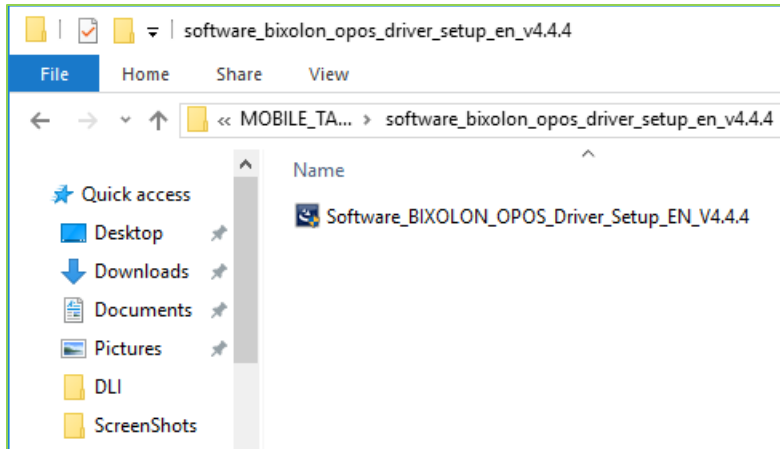 software_bixolon_opos_driver_setup_en_v4.4.4
File Home Share View
« MOBILE_TA... › software_bixolon_opos_driver_setup_en_v4.4.4
Name
Quick access
Software_BIXOLON_OPOS_Driver_Setup_EN_V4.4.4
Desktop
Downloads
Documents
Pictures
DLI
ScreenShots